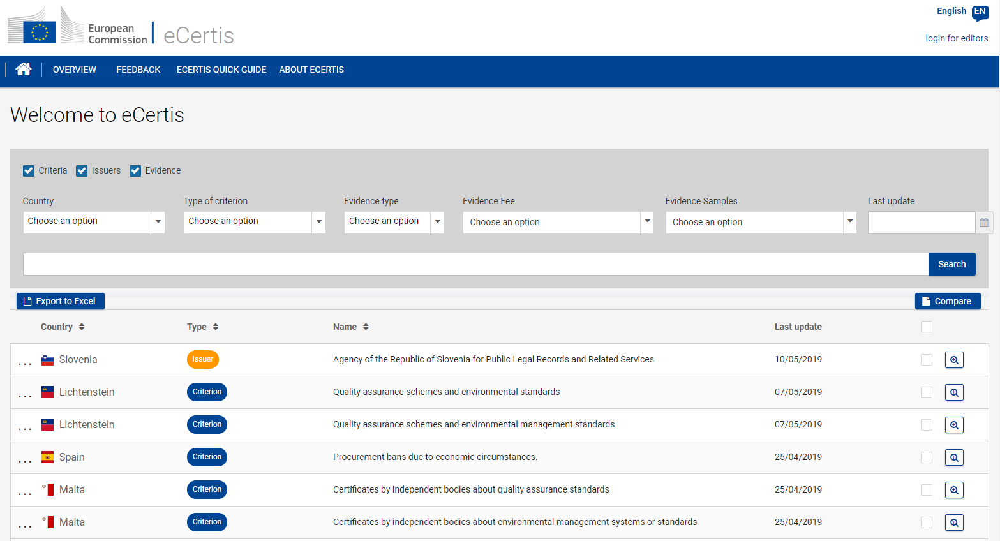 English EN
European
Commission
eCertis
login for editors
OVERVIEW FEEDBACK ECERTIS QUICK GUIDE ABOUT ECERTIS
Welcome to eCertis
Criteria Issuers Evidence
Country Type of criterion Evidence type Evidence Fee Evidence Samples Last update
Choose an option Choose an option Choose an option Choose an option Choose an option
Search
Export to Excel Compare
Country Type Name Last update
... Slovenia Issuer Agency of the Republic of Slovenia for Public Legal Records and Related Services 10/05/2019
... Lichtenstein Criterion Quality assurance schemes and environmental standards 07/05/2019
... Lichtenstein Criterion Quality assurance schemes and environmental management standards 07/05/2019
... Spain Criterion Procurement bans due to economic circumstances. 25/04/2019
... Malta Criterion Certificates by independent bodies about quality assurance standards 25/04/2019
... Malta Criterion Certificates by independent bodies about environmental management systems or standards 25/04/2019